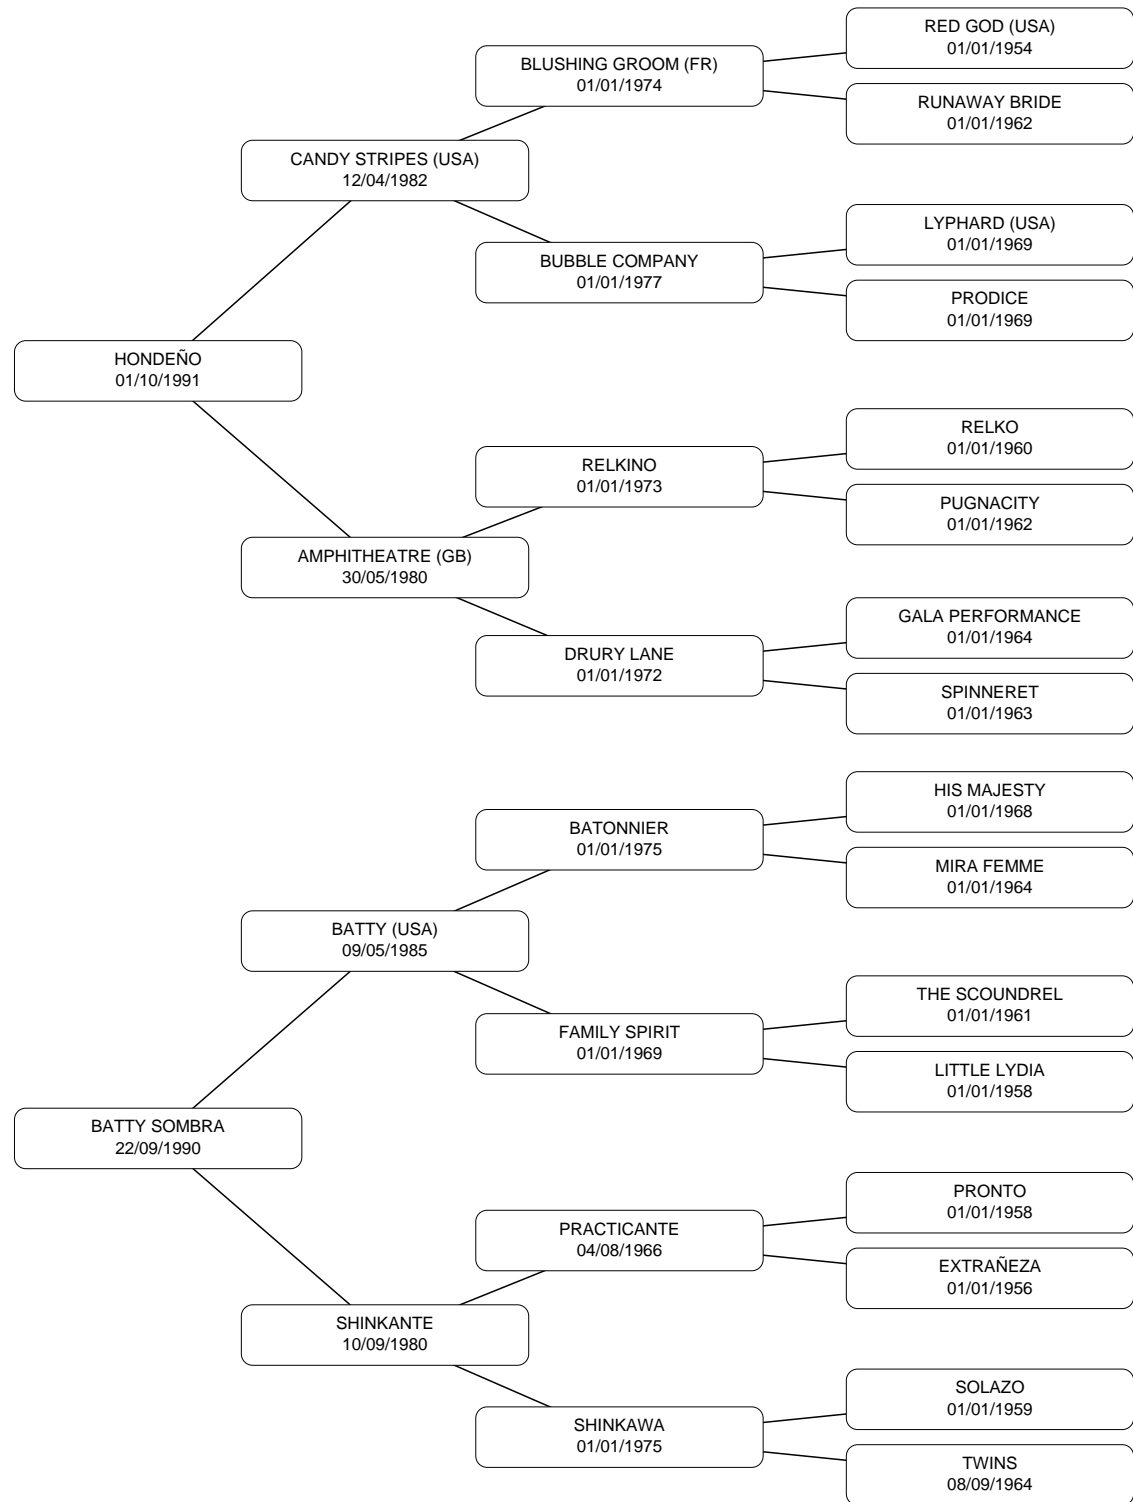 RED GOD (USA)
01/01/1954
BLUSHING GROOM (FR)
01/01/1974
RUNAWAY BRIDE
01/01/1962
CANDY STRIPES (USA)
12/04/1982
LYPHARD (USA)
01/01/1969
BUBBLE COMPANY
01/01/1977
PRODICE
01/01/1969
HONDEÑO
01/10/1991
RELKO
01/01/1960
RELKINO
01/01/1973
PUGNACITY
01/01/1962
AMPHITHEATRE (GB)
30/05/1980
GALA PERFORMANCE
01/01/1964
DRURY LANE
01/01/1972
SPINNERET
01/01/1963
HIS MAJESTY
01/01/1968
BATONNIER
01/01/1975
MIRA FEMME
01/01/1964
BATTY (USA)
09/05/1985
THE SCOUNDREL
01/01/1961
FAMILY SPIRIT
01/01/1969
LITTLE LYDIA
01/01/1958
BATTY SOMBRA
22/09/1990
PRONTO
01/01/1958
PRACTICANTE
04/08/1966
EXTRAÑEZA
01/01/1956
SHINKANTE
10/09/1980
SOLAZO
01/01/1959
SHINKAWA
01/01/1975
TWINS
08/09/1964